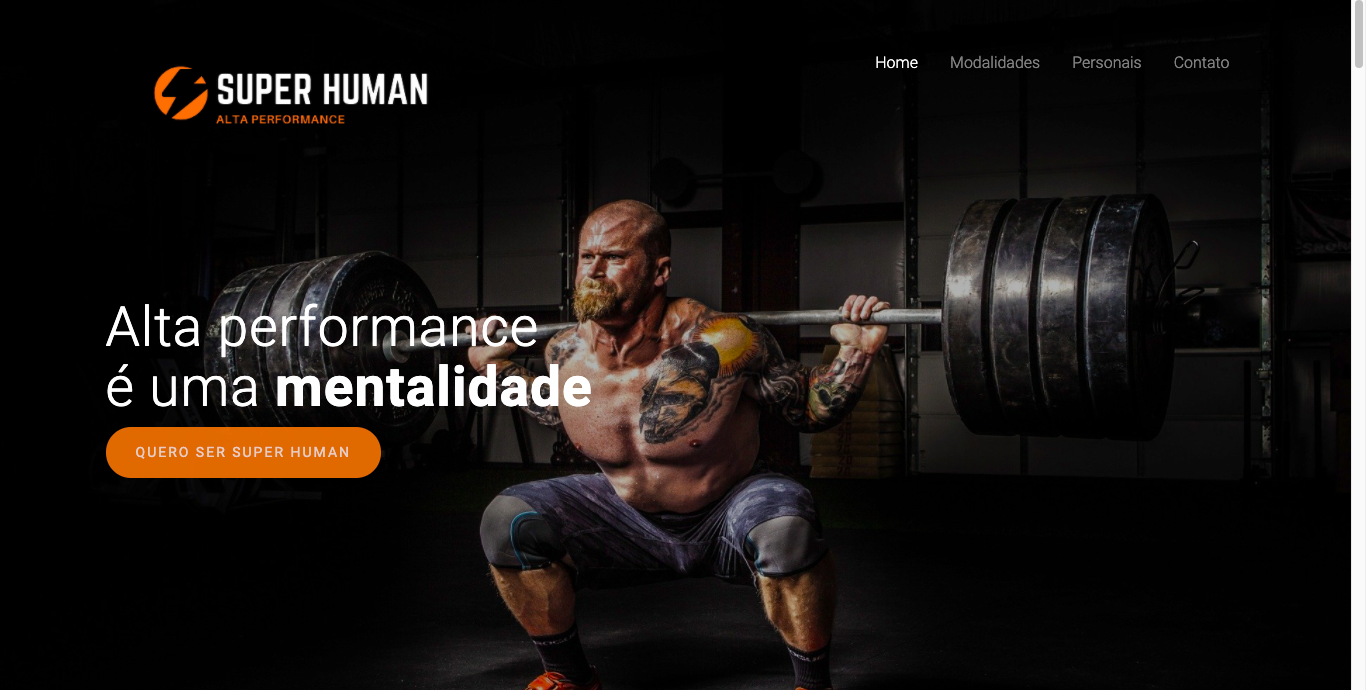 SUPER HUMAN
ALTA PERFORMANCE
Home Modalidades Personais Contato
Alta performance
é uma mentalidade
QUERO SER SUPER HUMAN